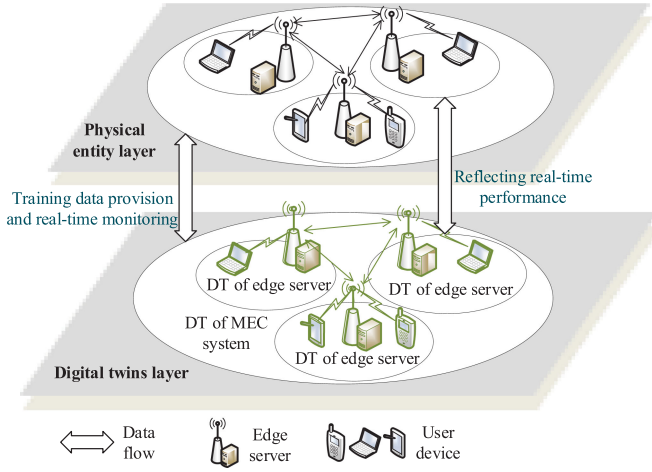 Physical
entity layer
Training data provision
and real-time monitoring
Reflecting real-time
performance
DT of edge server
DT of edge server
DT of MEC
system
DT of edge server
Digital twins layer
Data
flow
Edge
server
User
device